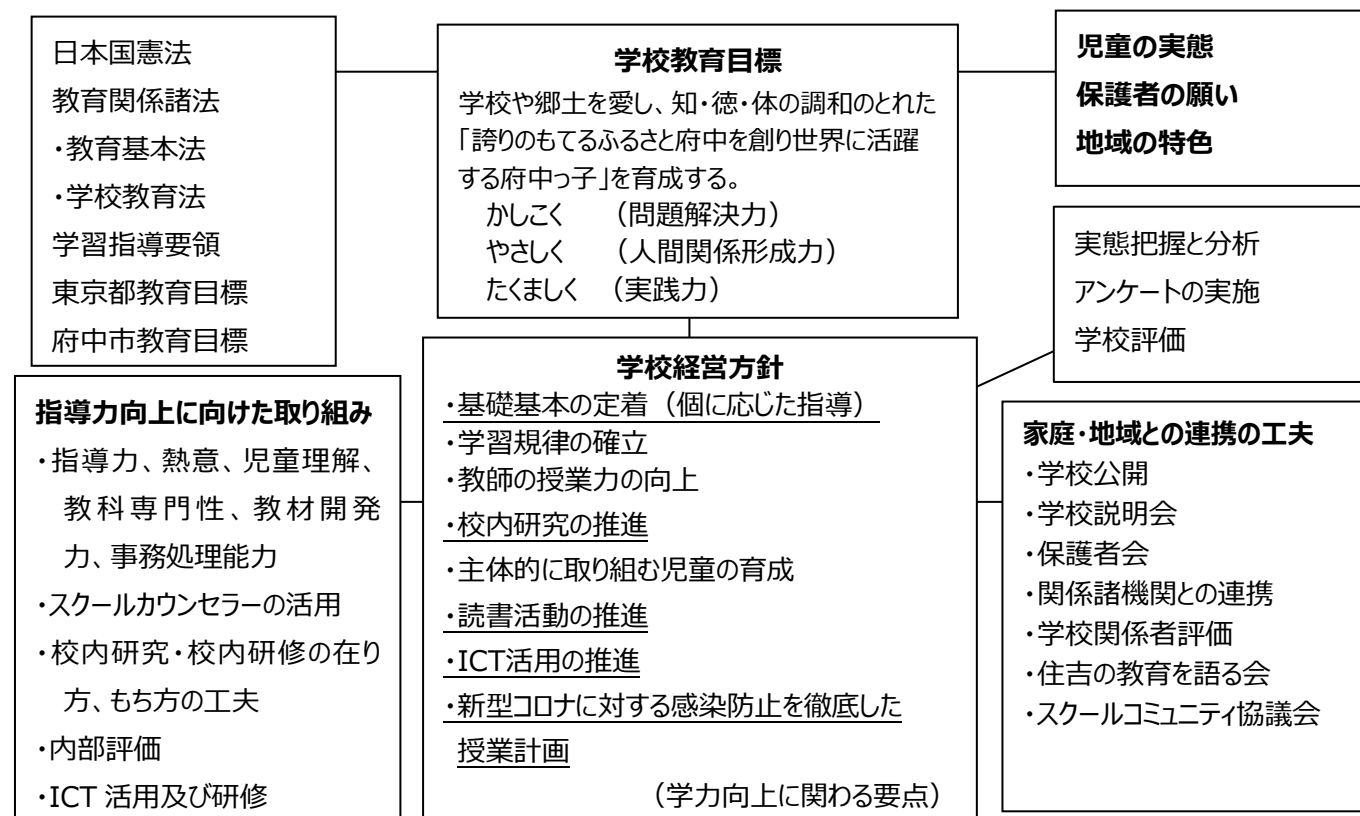 日本国憲法
教育関係諸法
・教育基本法
・学校教育法
学習指導要領
東京都教育目標
府中市教育目標
学校教育目標
学校や郷土を愛し、知・徳・体の調和のとれた
「誇りのもてるふるさと府中を創り世界に活躍
する府中っ子」を育成する。
かしこく （問題解決力）
やさしく （人間関係形成力）
たくましく （実践力）
児童の実態
保護者の願い
地域の特色
実態把握と分析
アンケートの実施
学校評価
指導力向上に向けた取り組み
・指導力、熱意、児童理解、
教科専門性、教材開発
力、事務処理能力
・スクールカウンセラーの活用
・校内研究・校内研修の在り
方、もち方の工夫
・内部評価
・ICT 活用及び研修
学校経営方針
・基礎基本の定着（個に応じた指導）
・学習規律の確立
・教師の授業力の向上
・校内研究の推進
・主体的に取り組む児童の育成
・読書活動の推進
・ICT活用の推進
・新型コロナに対する感染防止を徹底した
授業計画
（学力向上に関わる要点）
家庭・地域との連携の工夫
・学校公開
・学校説明会
・保護者会
・関係諸機関との連携
・学校関係者評価
・住吉の教育を語る会
・スクールコミュニティ協議会